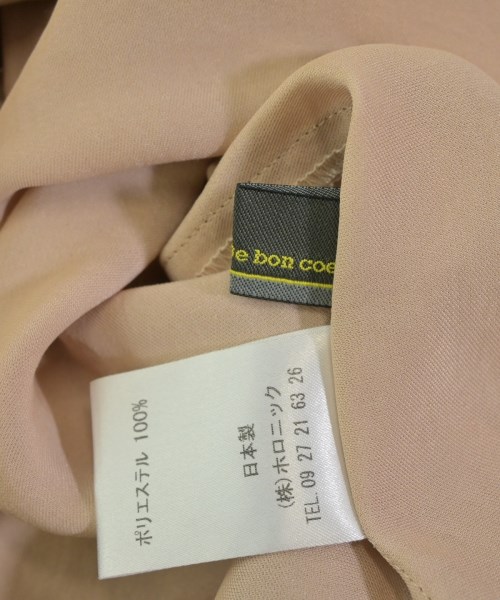 e bon coe
ポリエステル 100%
日本製
(株)ホロニック
TEL. 09 27 21 63 26